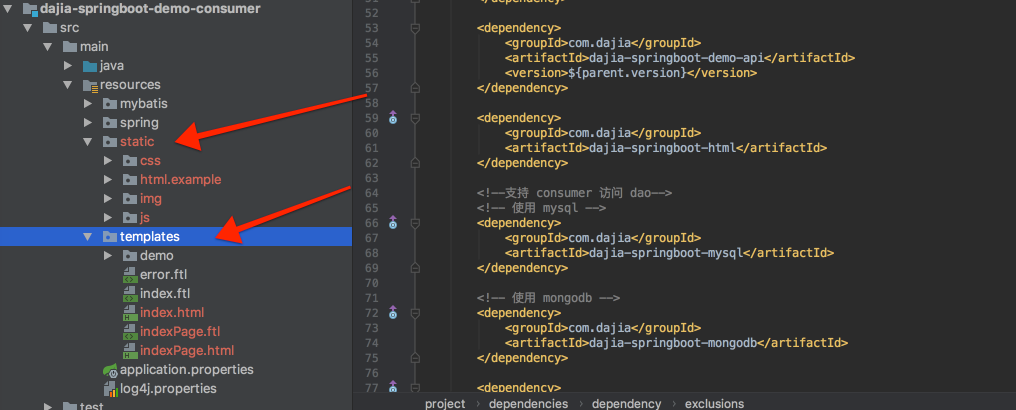 dajia-springboot-demo-consumer
src
main
java
resources
mybatis
spring
static
css
html.example
img
js
templates
demo
error.ftl
index.ftl
index.html
indexPage.ftl
indexPage.html
application.properties
log4j.properties
test
52
53 <dependency>
54 <groupId>com.dajia</groupId>
55 <artifactId>dajia-springboot-demo-api</artifactId>
56 <version>${parent.version}</version>
57 </dependency>
58
59 <dependency>
60 <groupId>com.dajia</groupId>
61 <artifactId>dajia-springboot-html</artifactId>
62 </dependency>
63
64 <!--支持 consumer 访问 dao-->
65 <!-- 使用 mysql -->
66 <dependency>
67 <groupId>com.dajia</groupId>
68 <artifactId>dajia-springboot-mysql</artifactId>
69 </dependency>
70
71 <!-- 使用 mongodb -->
72 <dependency>
73 <groupId>com.dajia</groupId>
74 <artifactId>dajia-springboot-mongodb</artifactId>
75 </dependency>
76
77 <dependency>
project › dependencies › dependency › exclusions